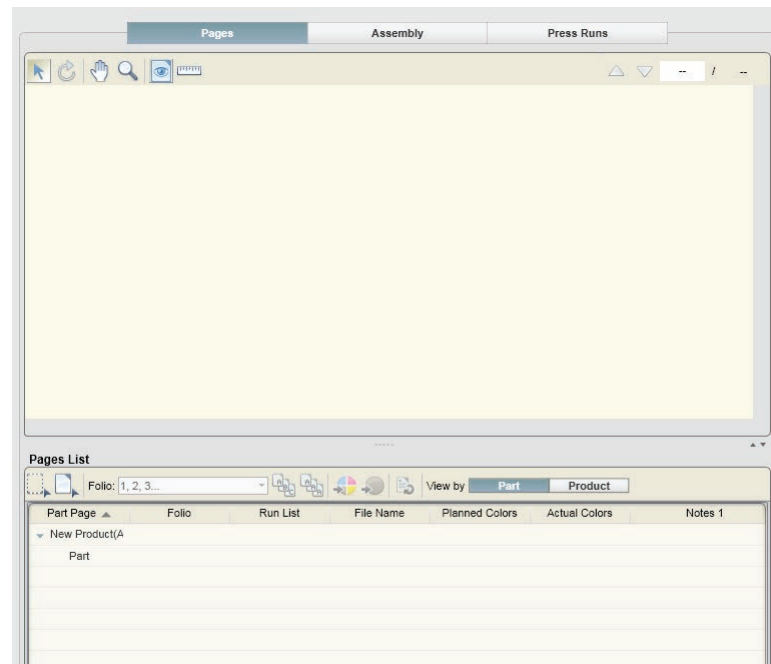 Pages Assembly Press Runs
-- / --
Pages List
Folio: 1, 2, 3... View by Part Product
Part Page Folio Run List File Name Planned Colors Actual Colors Notes 1
New Product(A
Part